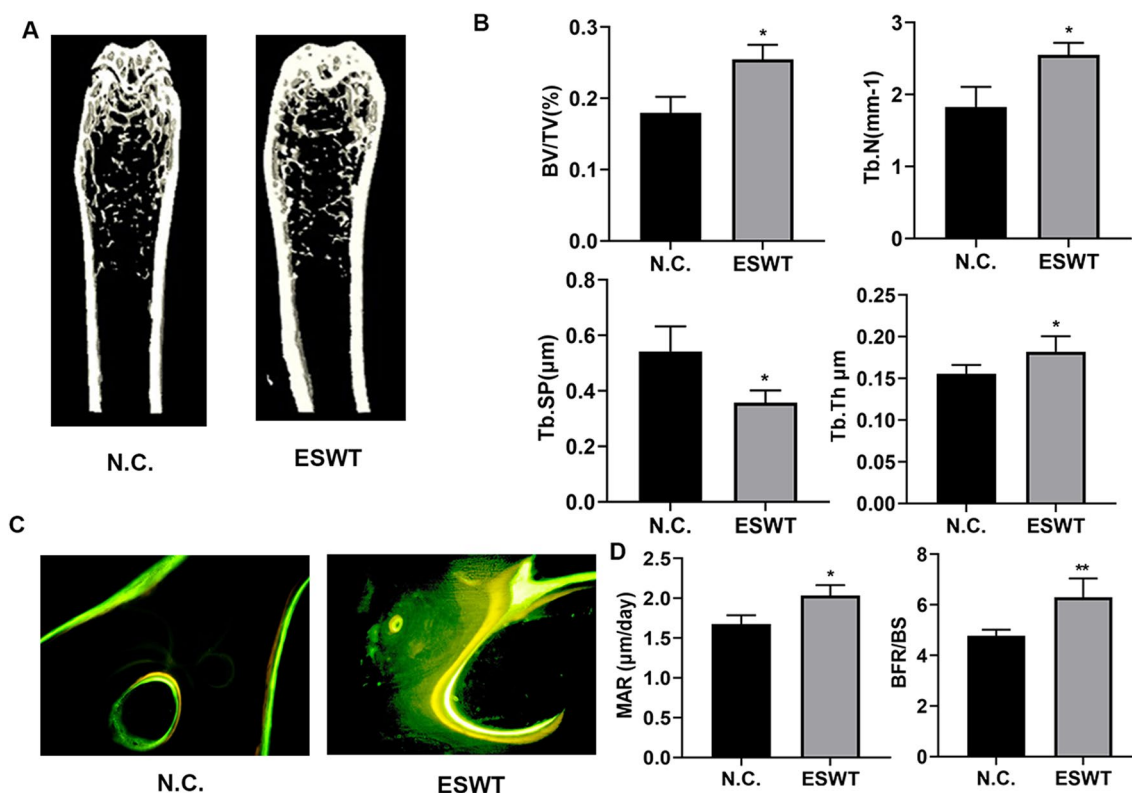 A
N.C.
ESWT
B
BV/TV(%)
0.3
0.2
0.1
0.0
*
N.C.
ESWT
Tb.N(mm-1)
3
2
1
0
*
N.C.
ESWT
Tb.SP(μm)
0.8
0.6
0.4
0.2
0.0
*
N.C.
ESWT
Tb.Th μm
0.25
0.20
0.15
0.10
0.05
0.00
*
N.C.
ESWT
C
N.C.
ESWT
D
MAR (μm/day)
2.5
2.0
1.5
1.0
0.5
0.0
*
N.C.
ESWT
BFR/BS
8
6
4
2
0
**
N.C.
ESWT